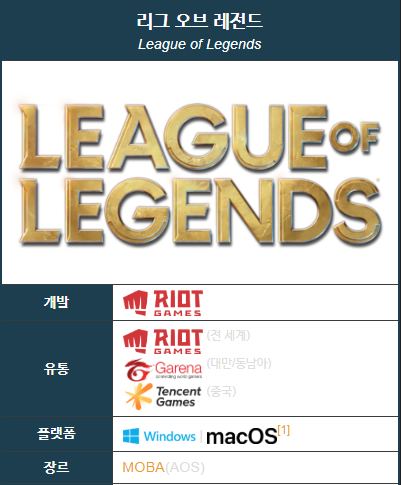 리그 오브 레전드
League of Legends
LEAGUE OF
LEGENDS
개발
RIOT
GAMES
유통
RIOT
GAMES
(전 세계)
Garena
(대만/동남아)
Tencent
Games
(중국)
플랫폼
Windows | macOS[1]
장르
MOBA(AOS)